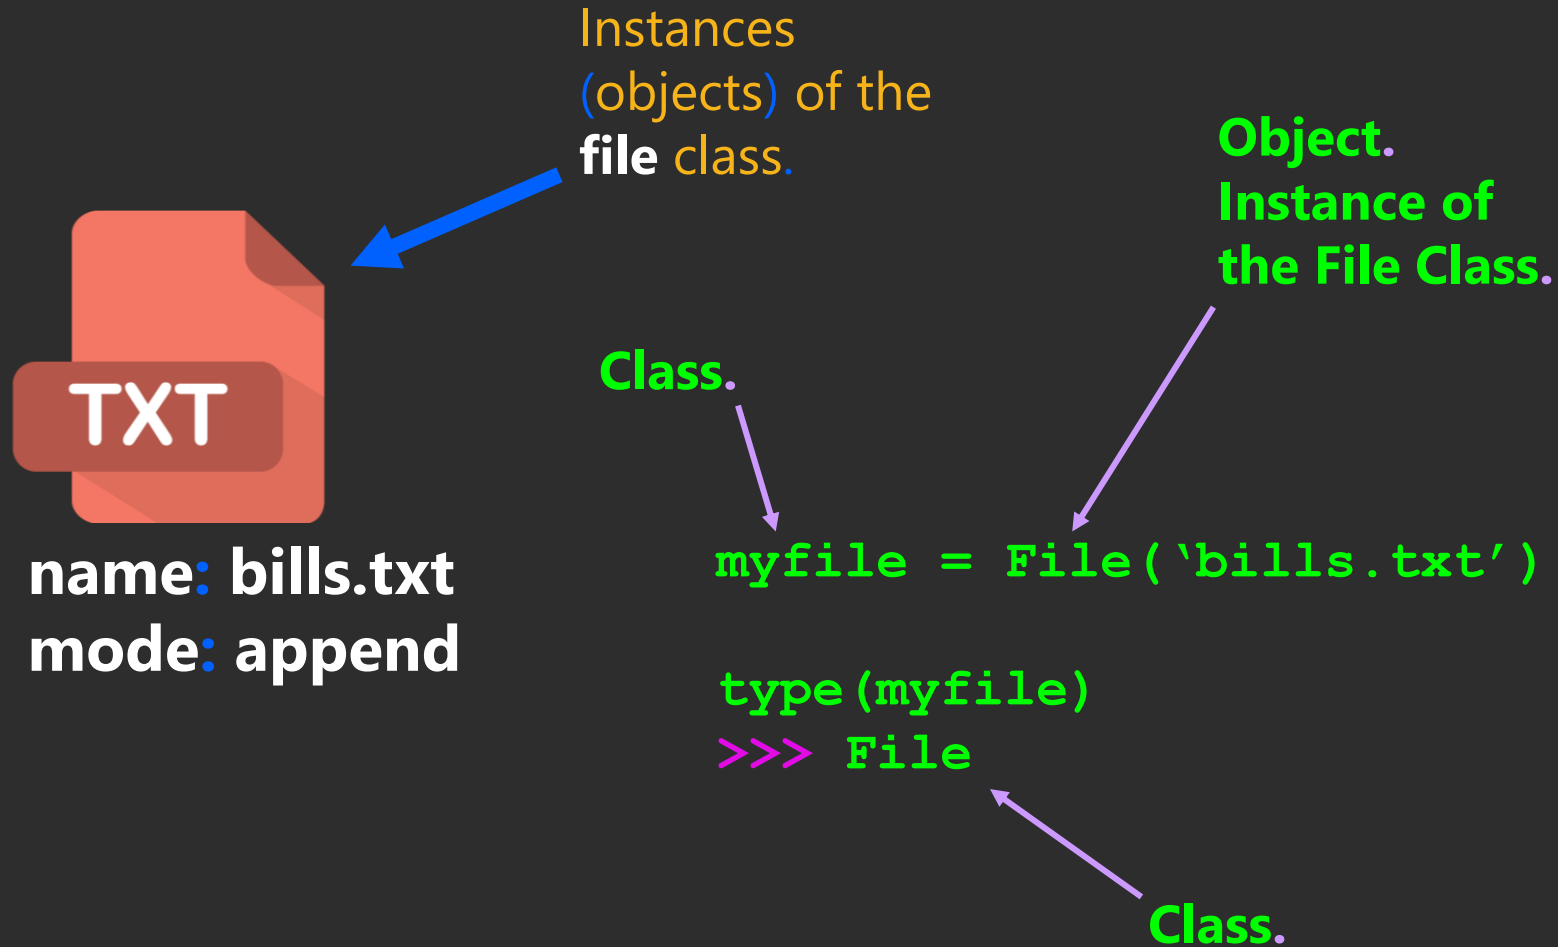 Instances
(objects) of the
file class.
Object.
Instance of
the File Class.
Class.
TXT
name: bills.txt
mode: append
myfile = File(‘bills.txt’)
type(myfile)
>>> File
Class.